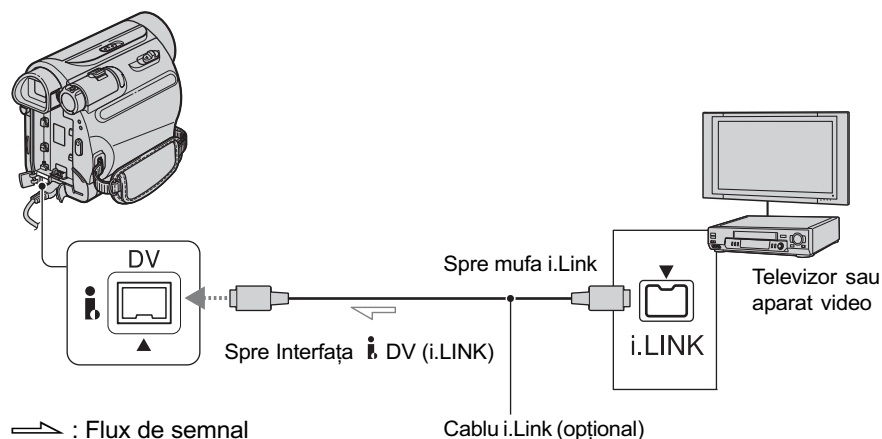 DV
Spre mufa i.Link
Televizor sau
aparat video
i.LINK
Spre Interfața i DV (i.LINK)
: Flux de semnal
Cablu i.Link (opțional)